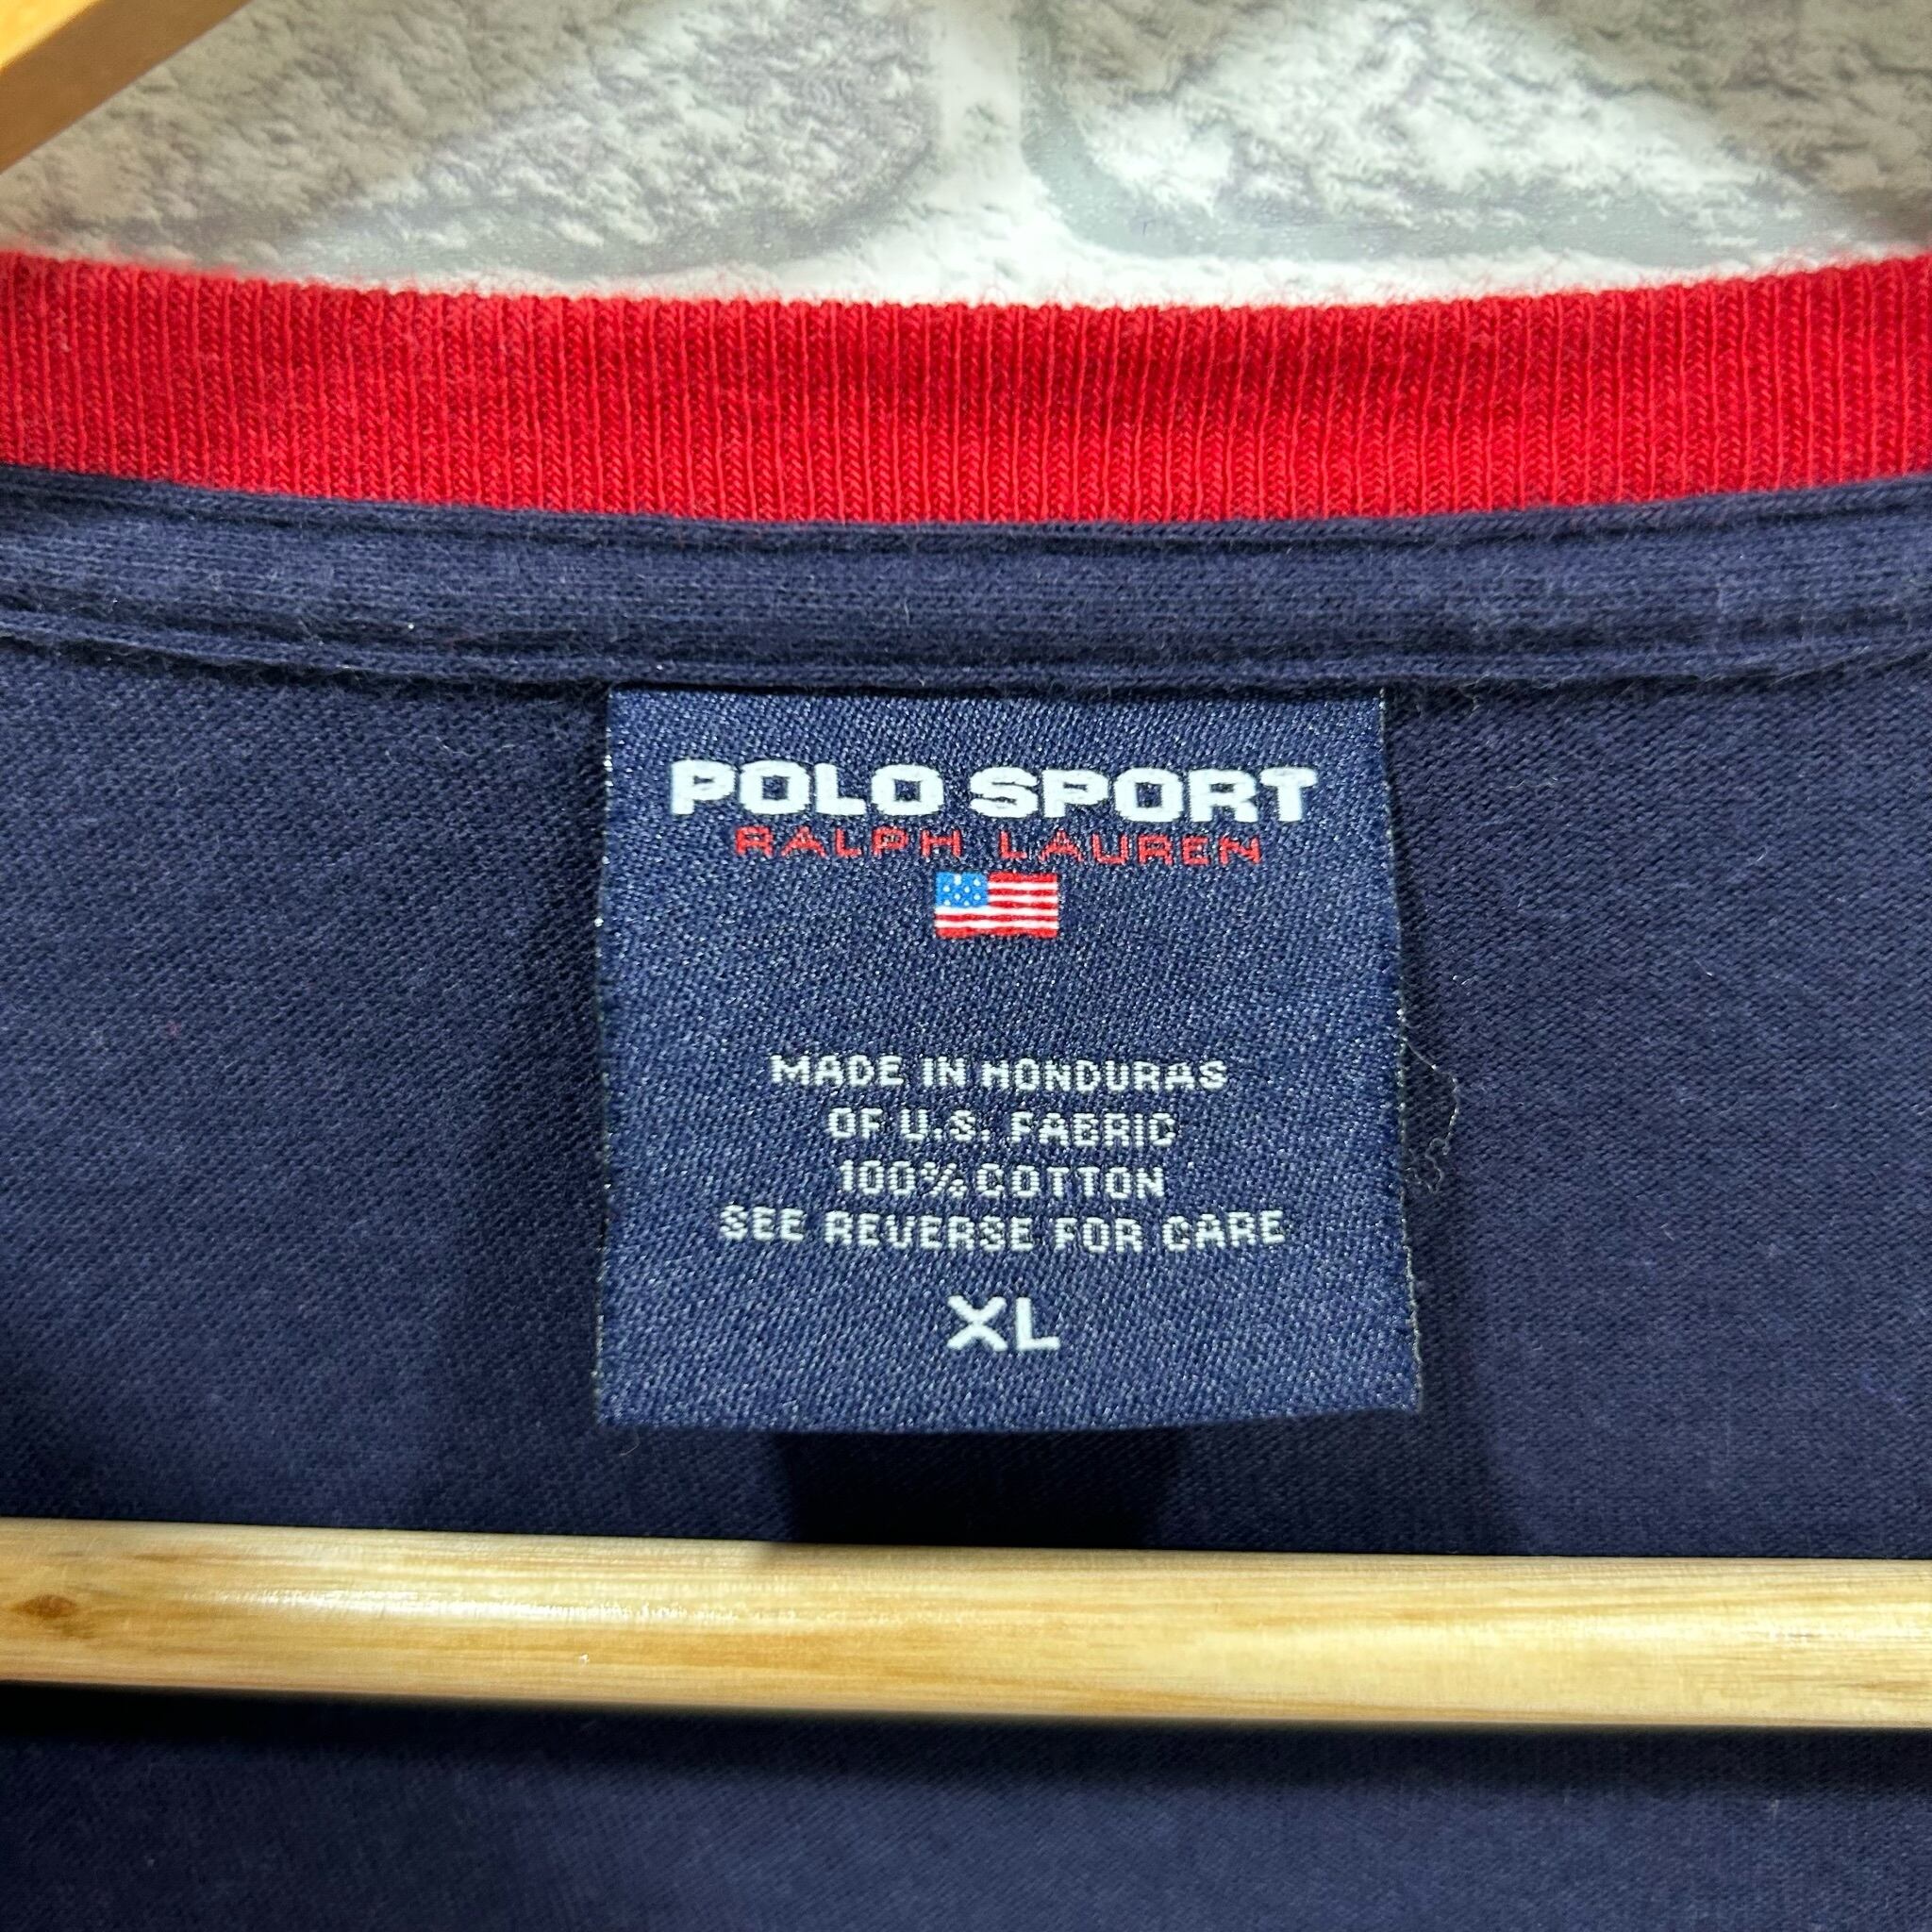 POLO SPORT
RALPH LAUREN
MADE IN HONDURAS
OF U.S. FABRIC
100% COTTON
SEE REVERSE FOR CARE
XL